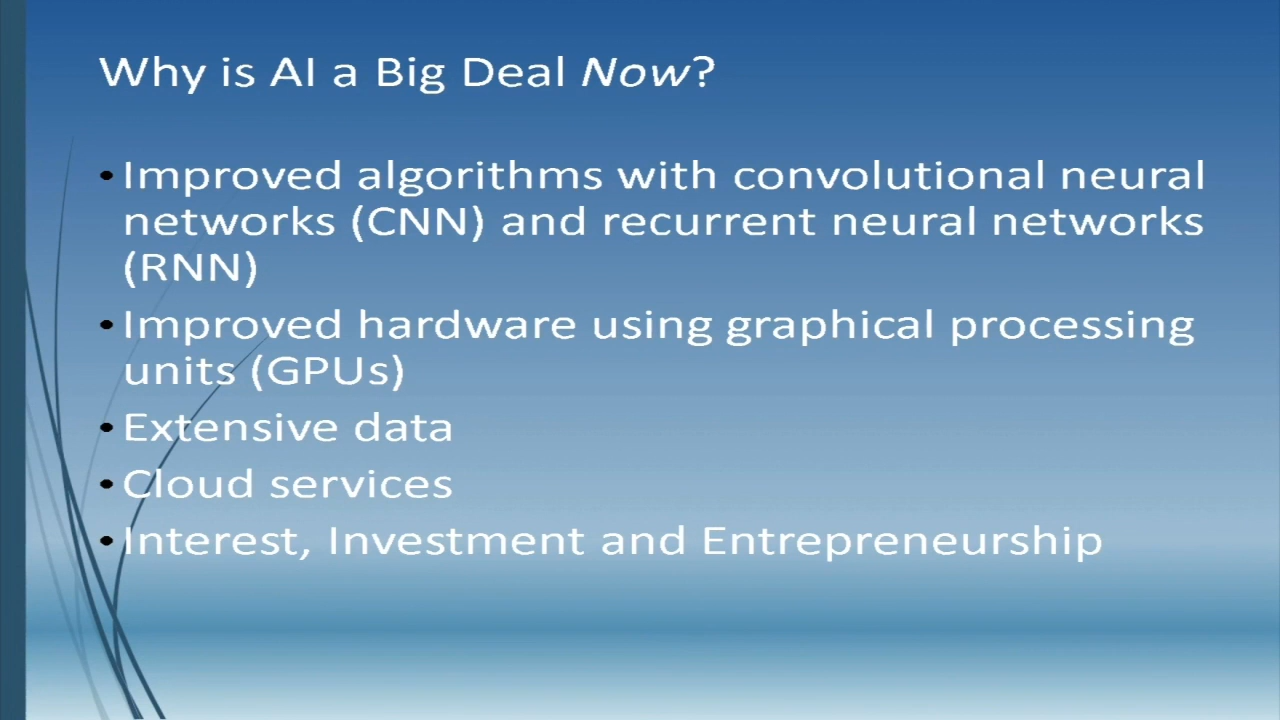 Why is AI a Big Deal Now?
• Improved algorithms with convolutional neural
networks (CNN) and recurrent neural networks
(RNN)
• Improved hardware using graphical processing
units (GPUs)
• Extensive data
• Cloud services
• Interest, Investment and Entrepreneurship